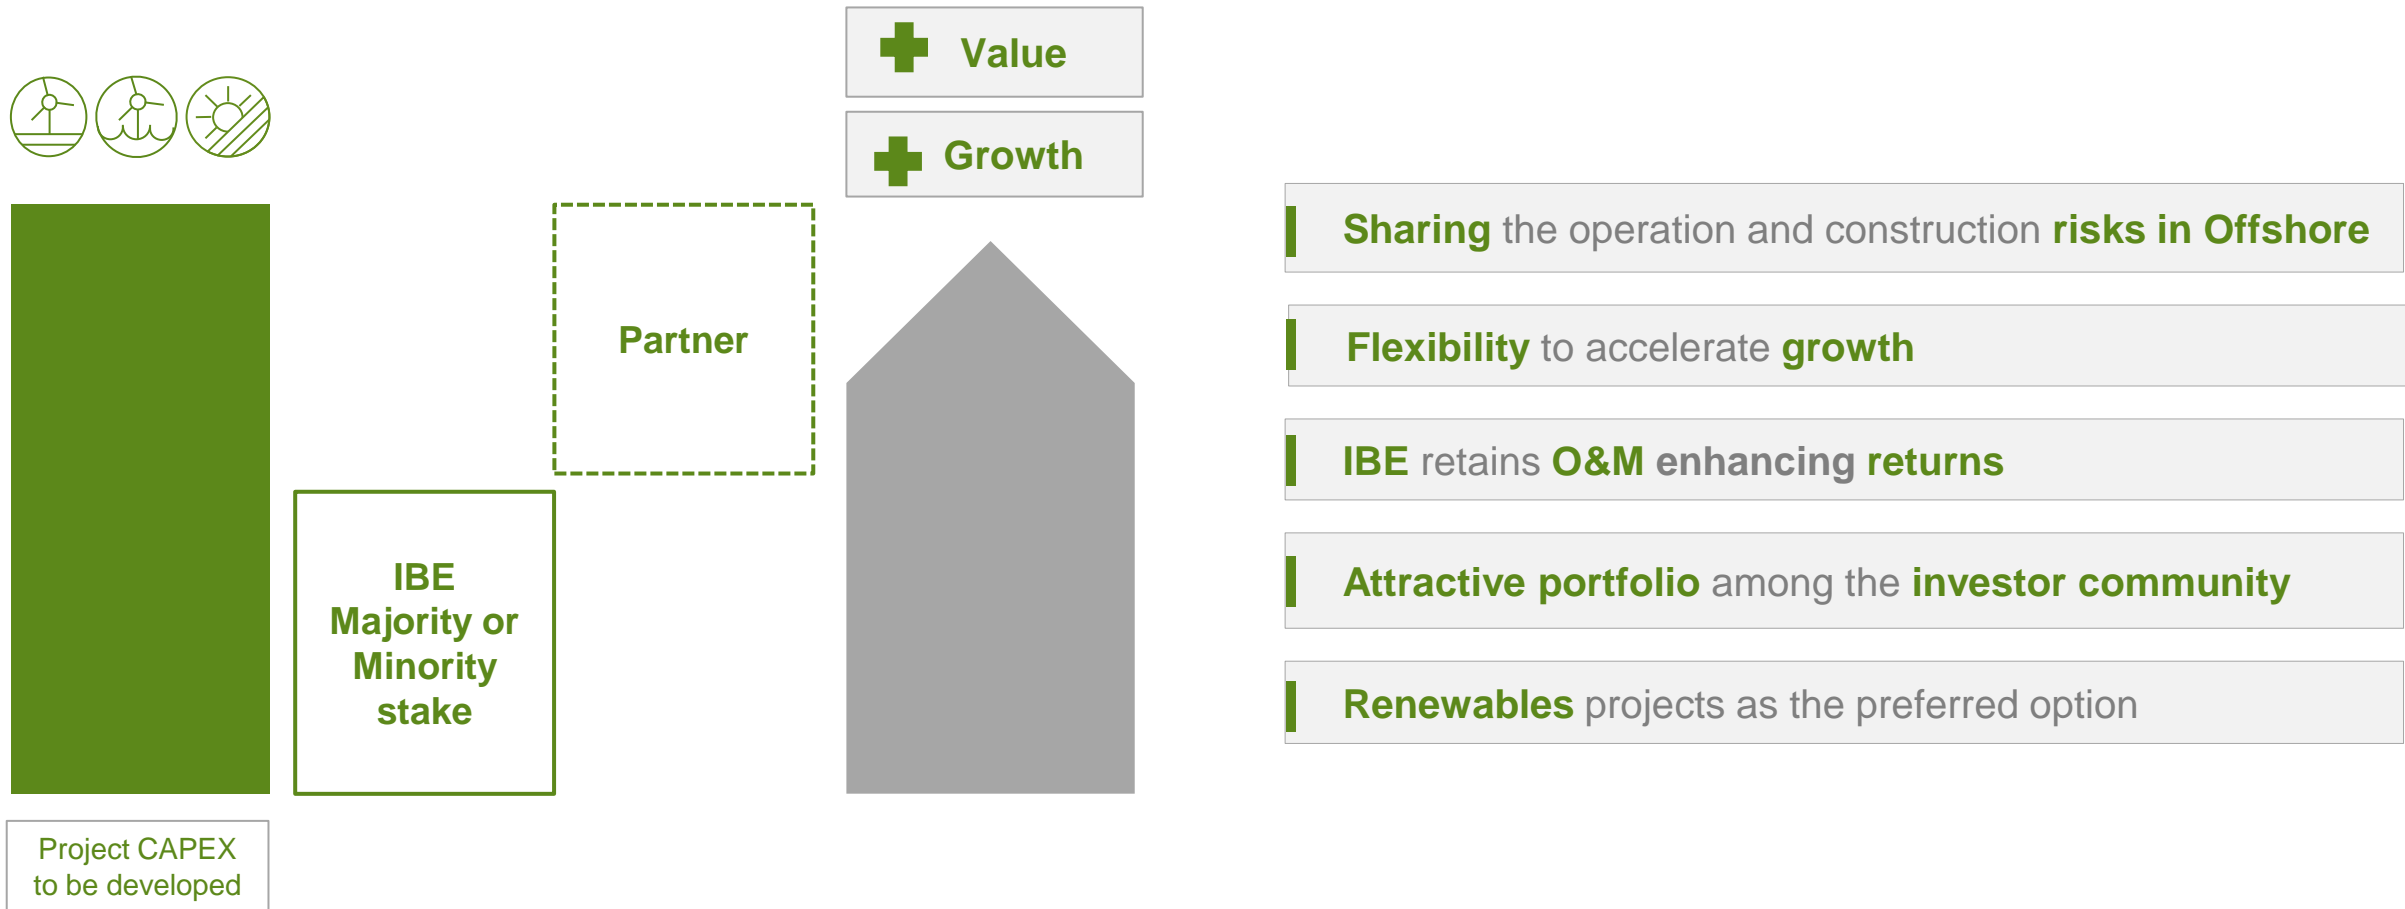 Value
Growth
Partner
IBE
Majority or
Minority
stake
Project CAPEX
to be developed
Sharing the operation and construction risks in Offshore
Flexibility to accelerate growth
IBE retains O&M enhancing returns
Attractive portfolio among the investor community
Renewables projects as the preferred option